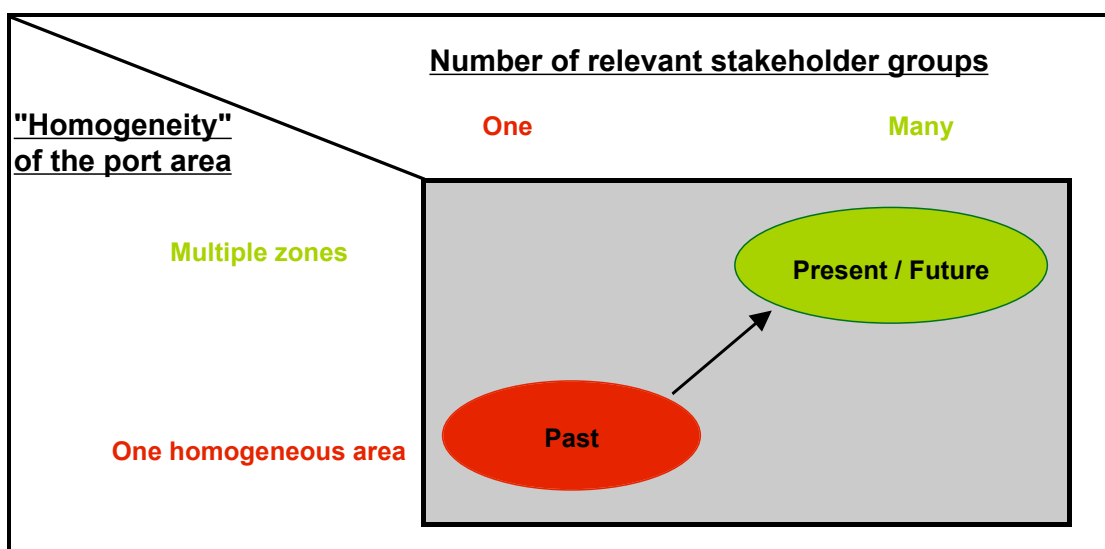 Number of relevant stakeholder groups
"Homogeneity"
of the port area
One
Many
Multiple zones
Present / Future
Past
One homogeneous area